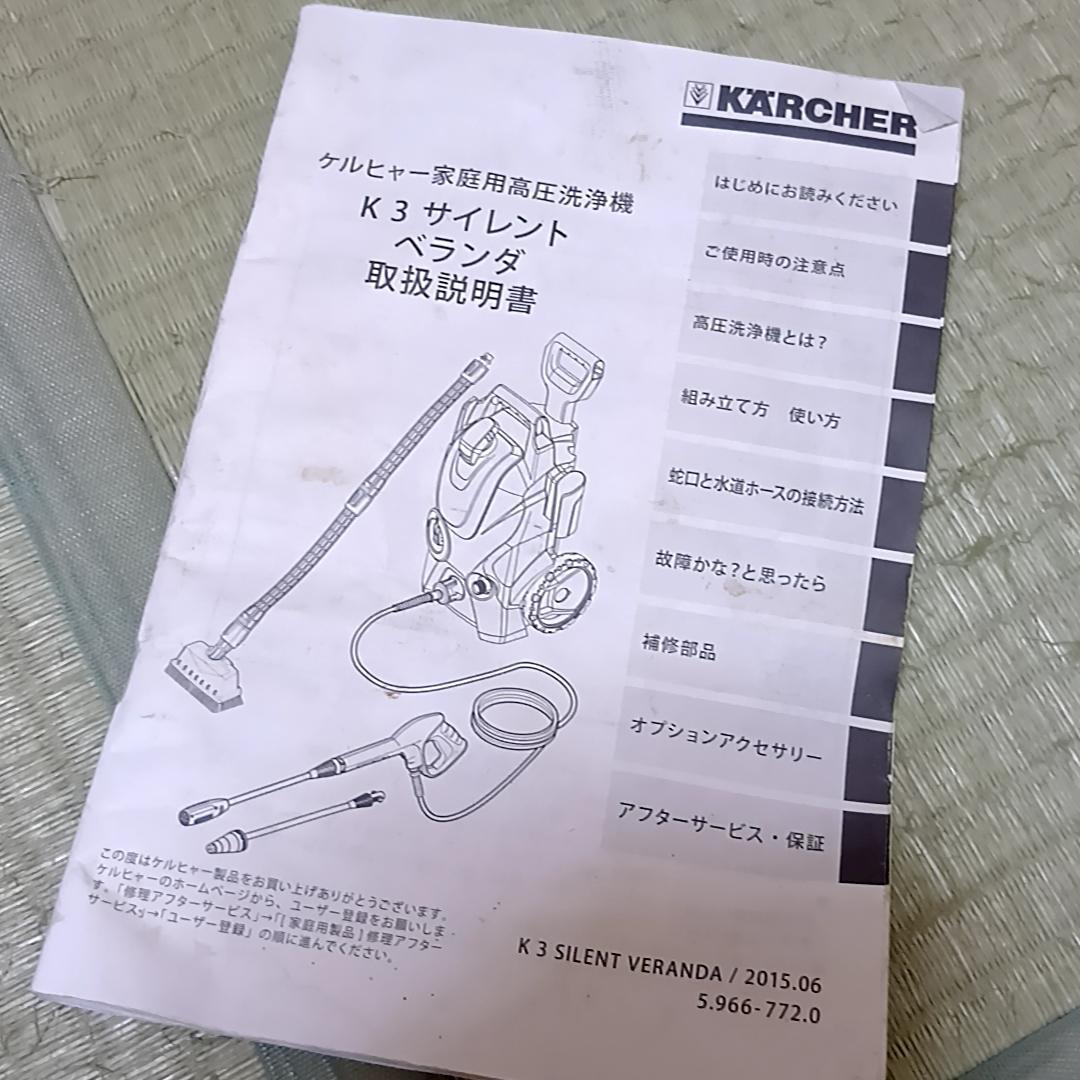 KÄRCHER
ケルヒャー家庭用高圧洗浄機
K 3 サイレント
ベランダ
取扱説明書
はじめにお読みください
ご使用時の注意点
高圧洗浄機とは?
組み立て方 使い方
蛇口と水道ホースの接続方法
故障かな?と思ったら
補修部品
オプションアクセサリー
アフターサービス・保証
この度はケルヒャー製品をお買い上げありがとうございます。
ケルヒャーのホームページから、ユーザー登録をお願いしま
す。「修理アフターサービス」→「[ 家庭用製品 ] 修理アフター
サービス」→「ユーザー登録」の順に進んでください。
K 3 SILENT VERANDA / 2015.06
5.966-772.0